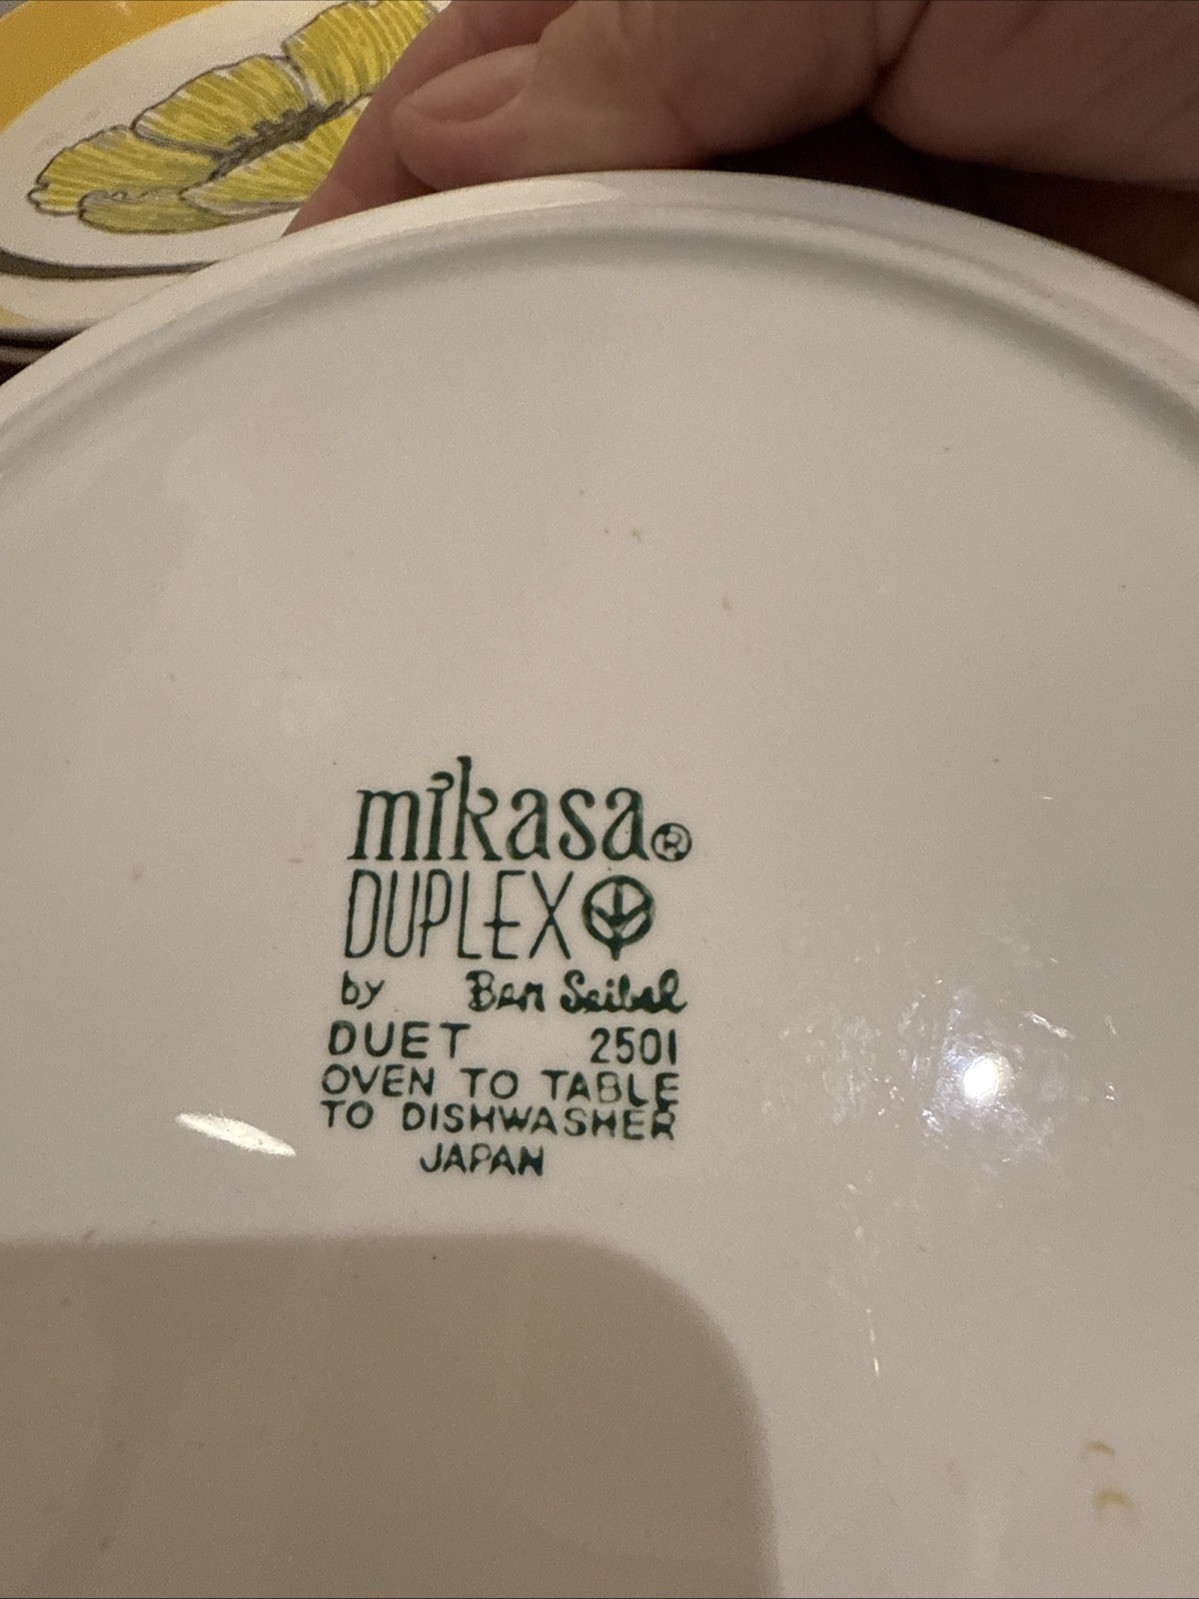 mikasa®
DUPLEX
by Ben Seibel
DUET 2501
OVEN TO TABLE
TO DISHWASHER
JAPAN